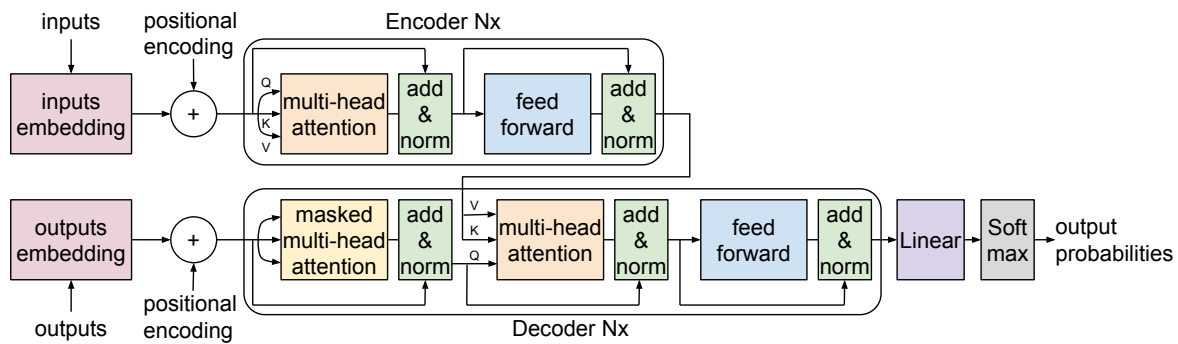 inputs
positional
encoding
Encoder Nx
inputs
embedding
+
Q
K
V
multi-head
attention
add
&
norm
feed
forward
add
&
norm
outputs
embedding
+
masked
multi-head
attention
add
&
norm
V
K
Q
multi-head
attention
add
&
norm
feed
forward
add
&
norm
Linear
Soft
max
output
probabilities
outputs
positional
encoding
Decoder Nx